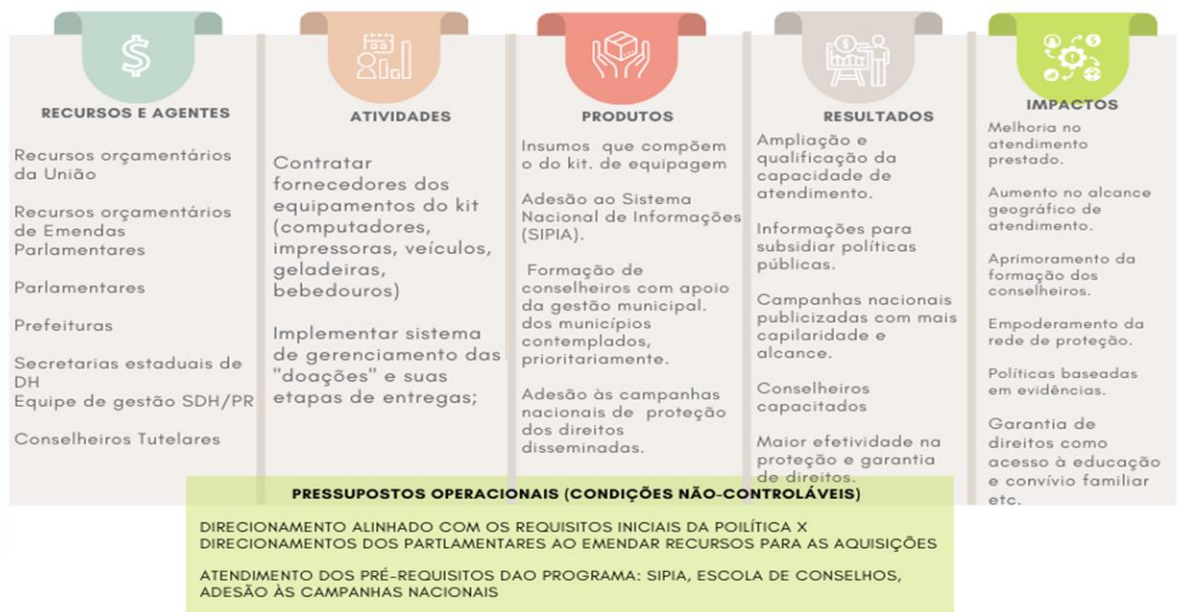 RECURSOS E AGENTES
Recursos orçamentários
da União
Recursos orçamentários
de Emendas
Parlamentares
Parlamentares
Prefeituras
Secretarias estaduais de
DH
Equipe de gestão SDH/PR
Conselheiros Tutelares
ATIVIDADES
Contratar
fornecedores dos
equipamentos do kit
(computadores,
impressoras, veículos,
geladeiras,
bebedouros)
Implementar sistema
de gerenciamento das
"doações" e suas
etapas de entregas;
PRODUTOS
Insumos que compõem
o do kit. de equipagem
Adesão ao Sistema
Nacional de Informações
(SIPIA).
Formação de
conselheiros com apoio
da gestão municipal.
dos municípios
contemplados,
prioritariamente.
Adesão às campanhas
nacionais de proteção
dos direitos
disseminadas.
RESULTADOS
Ampliação e
qualificação da
capacidade de
atendimento.
Informações para
subsidiar políticas
públicas.
Campanhas nacionais
publicizadas com mais
capilaridade e
alcance.
Conselheiros
capacitados
Maior efetividade na
proteção e garantia
de direitos.
IMPACTOS
Melhoria no
atendimento
prestado.
Aumento no alcance
geográfico de
atendimento.
Aprimoramento da
formação dos
conselheiros.
Empoderamento da
rede de proteção.
Políticas baseadas
em evidências.
Garantia de
direitos como
acesso à educação
e convívio familiar
etc.
PRESSUPOSTOS OPERACIONAIS (CONDIÇÕES NÃO-CONTROLÁVEIS)
DIRECIONAMENTO ALINHADO COM OS REQUISITOS INICIAIS DA POILÍTICA X
DIRECIONAMENTOS DOS PARTLAMENTARES AO EMENDAR RECURSOS PARA AS AQUISIÇÕES
ATENDIMENTO DOS PRÉ-REQUISITOS DAO PROGRAMA: SIPIA, ESCOLA DE CONSELHOS,
ADESÃO ÀS CAMPANHAS NACIONAIS